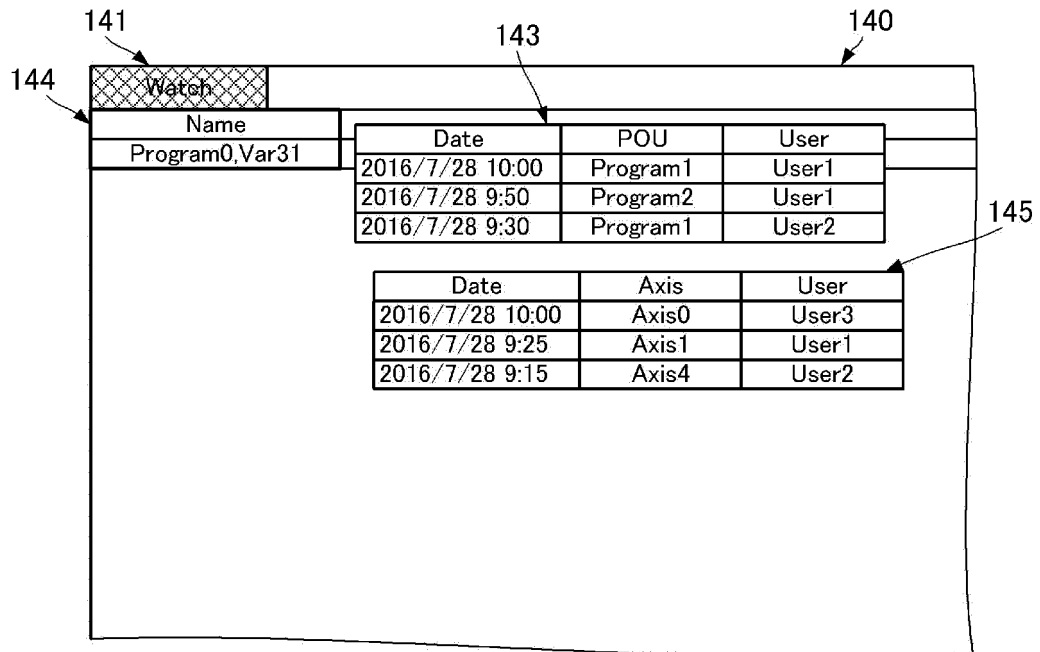 141
143
140
144
Watch
Name
Program0,Var31
Date POU User
2016/7/28 10:00 Program1 User1
2016/7/28 9:50 Program2 User1
2016/7/28 9:30 Program1 User2
145
Date Axis User
2016/7/28 10:00 Axis0 User3
2016/7/28 9:25 Axis1 User1
2016/7/28 9:15 Axis4 User2